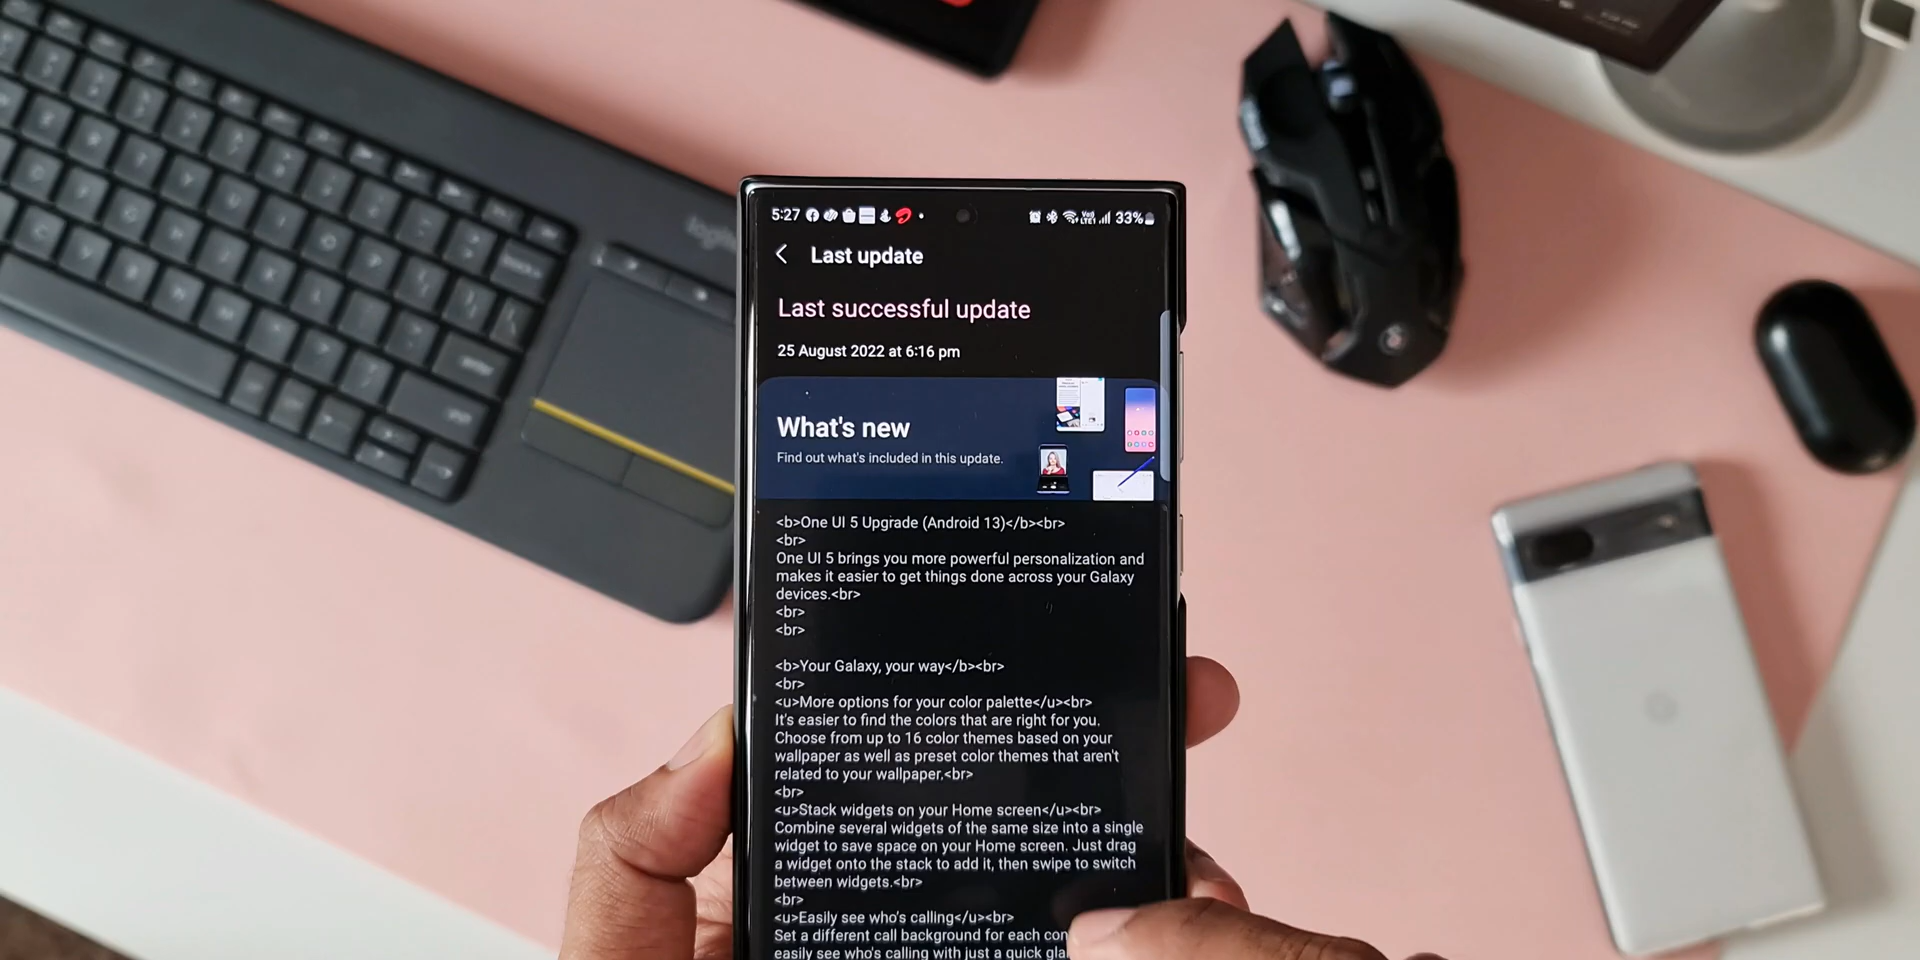 5:27
VoD
LTE1
33%
Last update
Last successful update
25 August 2022 at 6:16 pm
What's new
Find out what's included in this update.
<b>One UI 5 Upgrade (Android 13)</b><br>
<br>
One UI 5 brings you more powerful personalization and
makes it easier to get things done across your Galaxy
devices.<br>
<br>
<br>
<b>Your Galaxy, your way</b><br>
<br>
<u>More options for your color palette</u><br>
It's easier to find the colors that are right for you.
Choose from up to 16 color themes based on your
wallpaper as well as preset color themes that aren't
related to your wallpaper.<br>
<br>
<u>Stack widgets on your Home screen</u><br>
Combine several widgets of the same size into a single
widget to save space on your Home screen. Just drag
a widget onto the stack to add it, then swipe to switch
between widgets.<br>
<br>
<u>Easily see who's calling</u><br>
Set a different call background for each con
easily see who's calling with just a quick gla